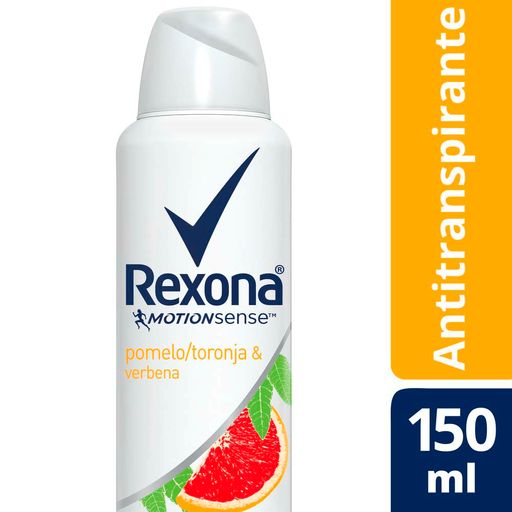 Rexona®
MOTIONsense™
pomelo/toronja &
verbena
Antitranspirante
150
ml